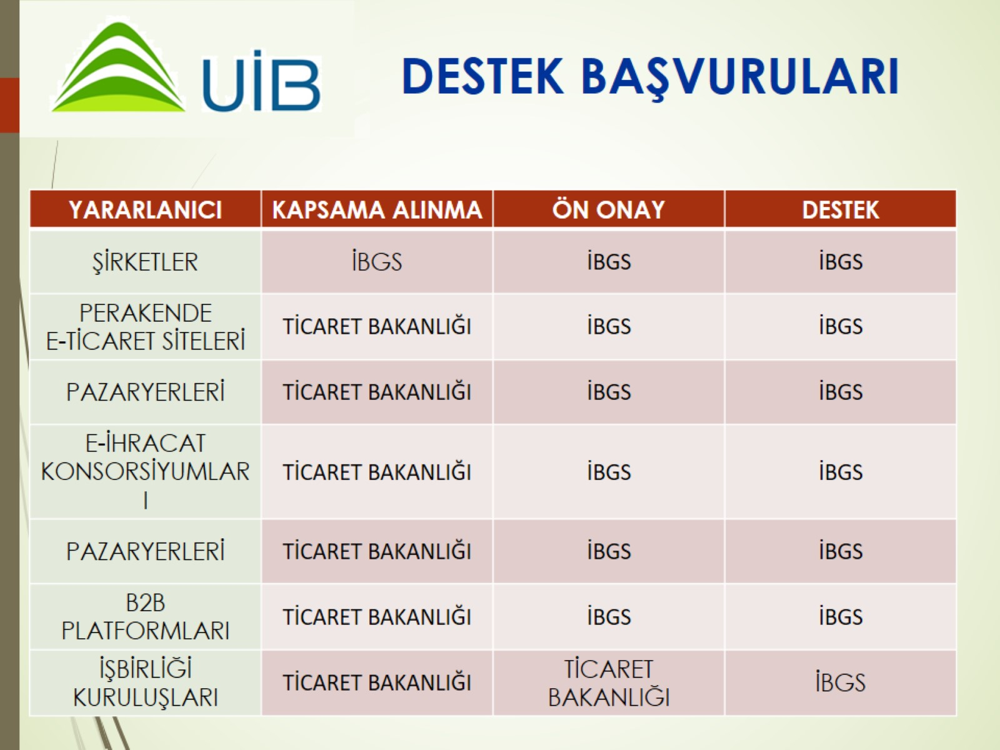 UİB
DESTEK BAŞVURULARI
YARARLANICI KAPSAMA ALINMA ÖN ONAY DESTEK
ŞİRKETLER İBGS İBGS İBGS
PERAKENDE
E-TİCARET SİTELERİ TİCARET BAKANLIĞI İBGS İBGS
PAZARYERLERİ TİCARET BAKANLIĞI İBGS İBGS
E-İHRACAT
KONSORSİYUMLAR
I TİCARET BAKANLIĞI İBGS İBGS
PAZARYERLERİ TİCARET BAKANLIĞI İBGS İBGS
B2B
PLATFORMLARI TİCARET BAKANLIĞI İBGS İBGS
İŞBİRLİĞİ
KURULUŞLARI TİCARET BAKANLIĞI TİCARET
BAKANLIĞI İBGS